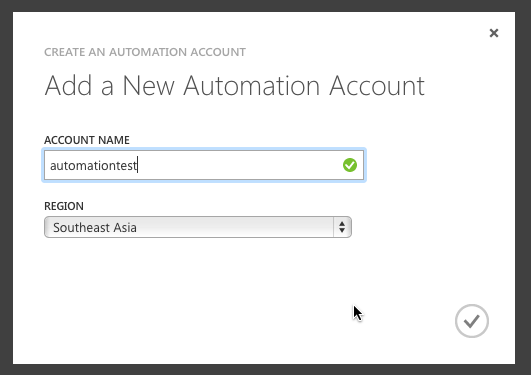 CREATE AN AUTOMATION ACCOUNT
Add a New Automation Account
ACCOUNT NAME
automationtest
REGION
Southeast Asia